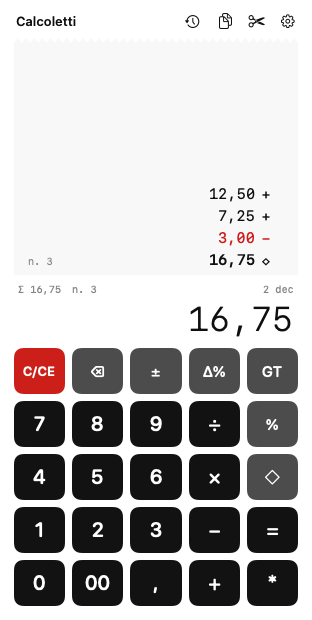 Calcoletti
12,50 +
7,25 +
3,00 −
n. 3 16,75 ◇
Σ 16,75 n. 3 2 dec
16,75
C/CE ⌫ ± Δ% GT
7 8 9 ÷ %
4 5 6 × ◇
1 2 3 − =
0 00 , + *